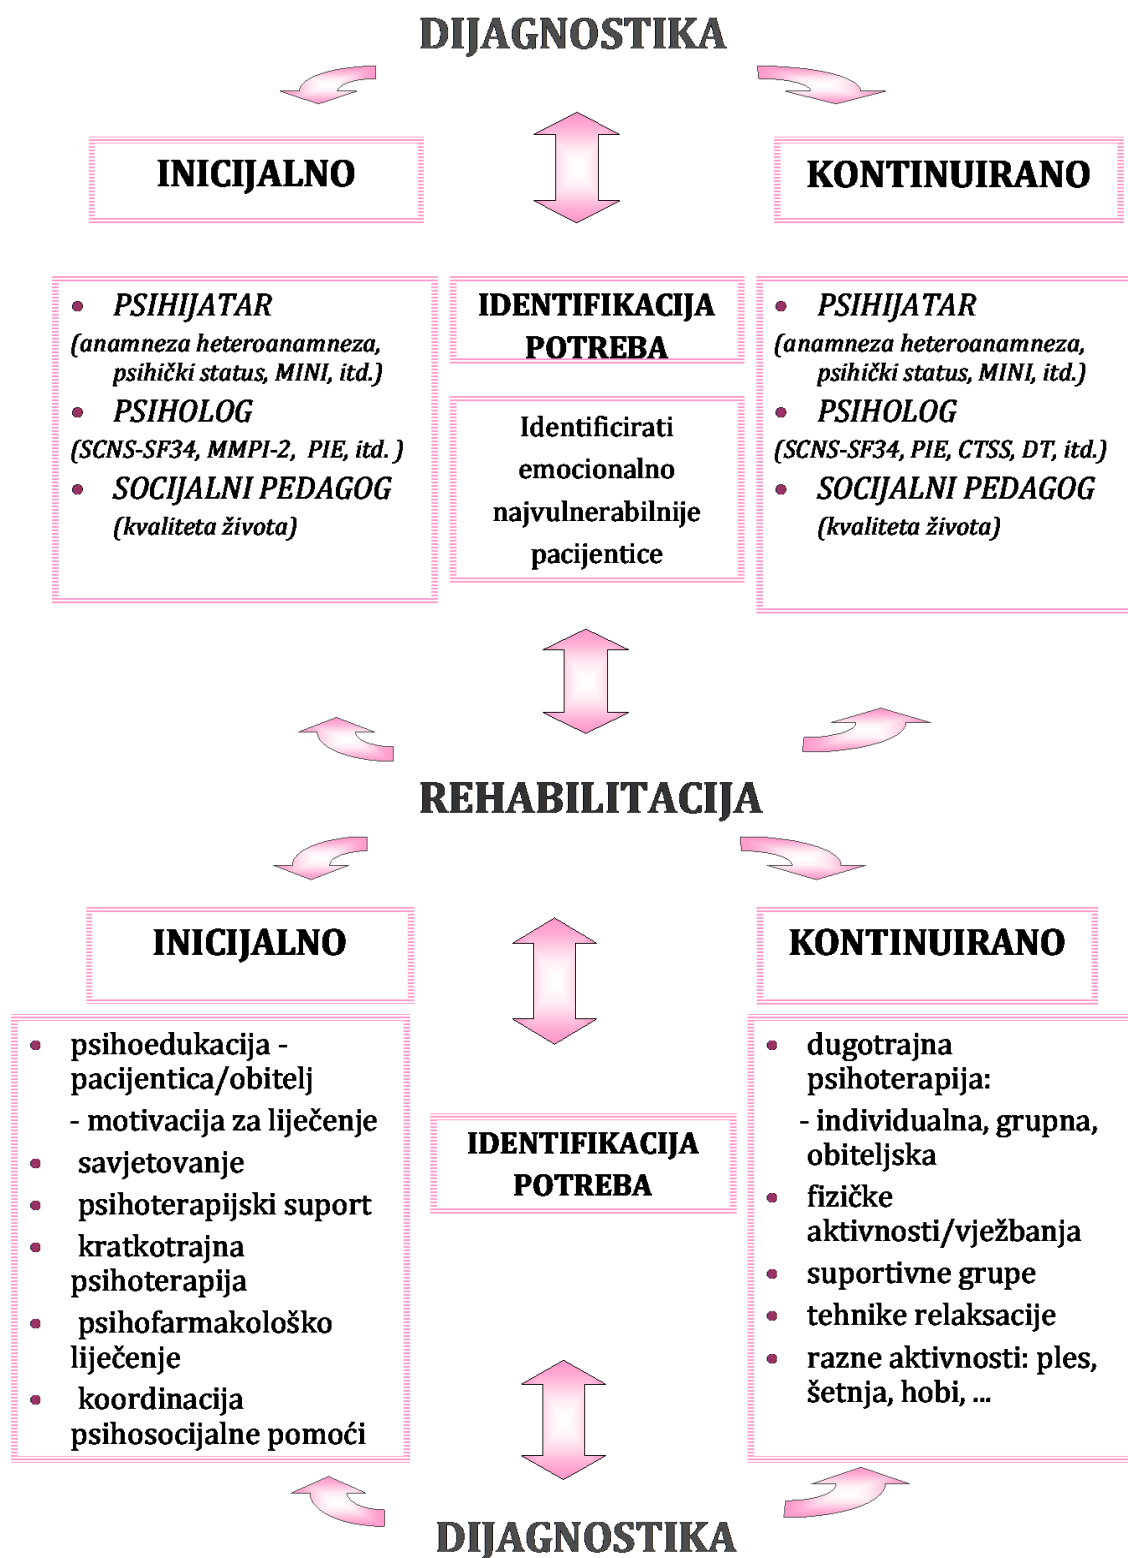 DIJAGNOSTIKA
INICIJALNO
KONTINUIRANO
• PSIHIJATAR
(anamneza heteroanamneza,
psihički status, MINI, itd.)
• PSIHOLOG
(SCNS-SF34, MMPI-2, PIE, itd. )
• SOCIJALNI PEDAGOG
(kvaliteta života)
IDENTIFIKACIJA
POTREBA
Identificirati
emocionalno
najvulnerabilnije
pacijentice
• PSIHIJATAR
(anamneza heteroanamneza,
psihički status, MINI, itd.)
• PSIHOLOG
(SCNS-SF34, PIE, CTSS, DT, itd.)
• SOCIJALNI PEDAGOG
(kvaliteta života)
REHABILITACIJA
INICIJALNO
KONTINUIRANO
• psihoedukacija -
pacijentica/obitelj
- motivacija za liječenje
• savjetovanje
• psihoterapijski suport
• kratkotrajna
psihoterapija
• psihofarmakološko
liječenje
• koordinacija
psihosocijalne pomoći
IDENTIFIKACIJA
POTREBA
• dugotrajna
psihoterapija:
- individualna, grupna,
obiteljska
• fizičke
aktivnosti/vježbanja
• suportivne grupe
• tehnike relaksacije
• razne aktivnosti: ples,
šetnja, hobi, ...
DIJAGNOSTIKA